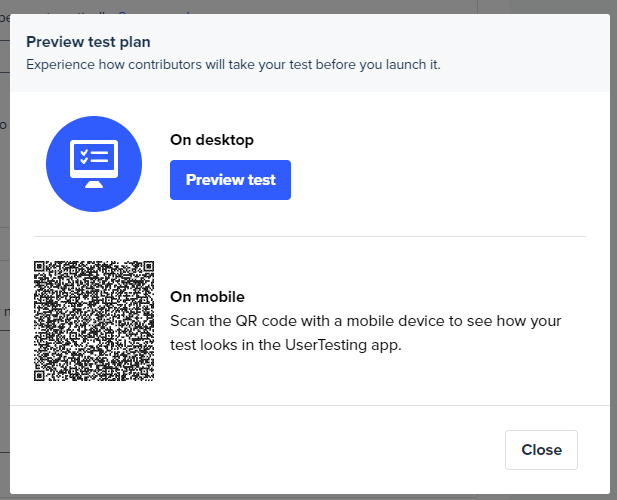 Preview test plan
Experience how contributors will take your test before you launch it.
On desktop
Preview test
On mobile
Scan the QR code with a mobile device to see how your
test looks in the UserTesting app.
Close